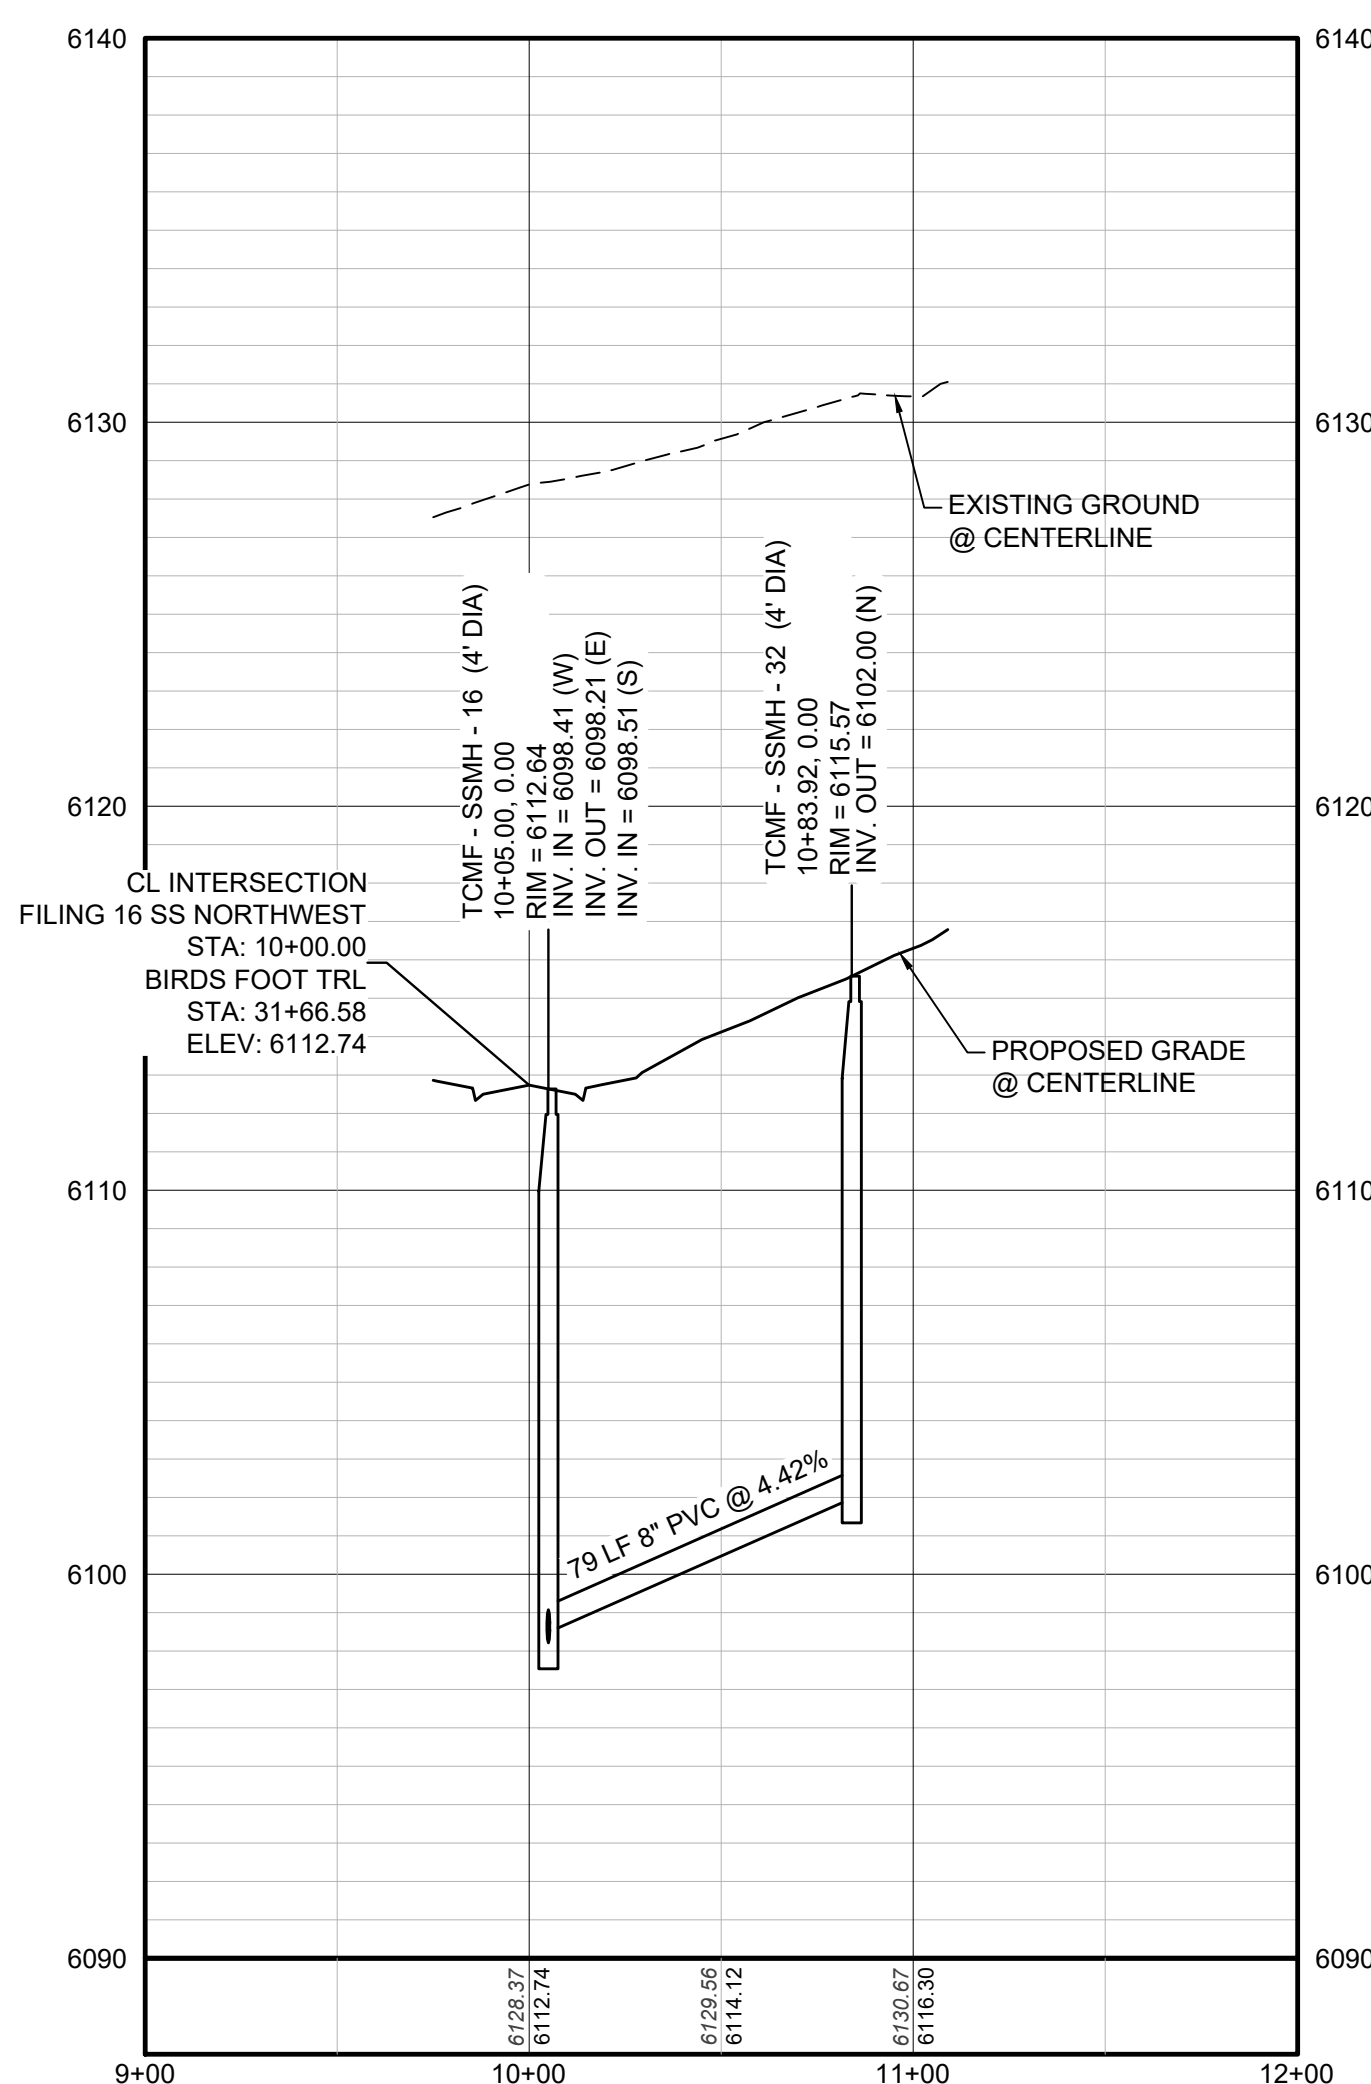 6140
6140
6130
6130
EXISTING GROUND
@ CENTERLINE
TCMF - SSMH - 16 (4' DIA)
10+05.00, 0.00
RIM = 6112.64
INV. IN = 6098.41 (W)
INV. OUT = 6098.21 (E)
INV. IN = 6098.51 (S)
TCMF - SSMH - 32 (4' DIA)
10+83.92, 0.00
RIM = 6115.57
INV. OUT = 6102.00 (N)
6120
6120
CL INTERSECTION
FILING 16 SS NORTHWEST
STA: 10+00.00
BIRDS FOOT TRL
STA: 31+66.58
ELEV: 6112.74
PROPOSED GRADE
@ CENTERLINE
6110
6110
79 LF 8" PVC @ 4.42%
6100
6100
6090
6090
6128.37
6112.74
6129.56
6114.12
6130.67
6116.30
9+00
10+00
11+00
12+00